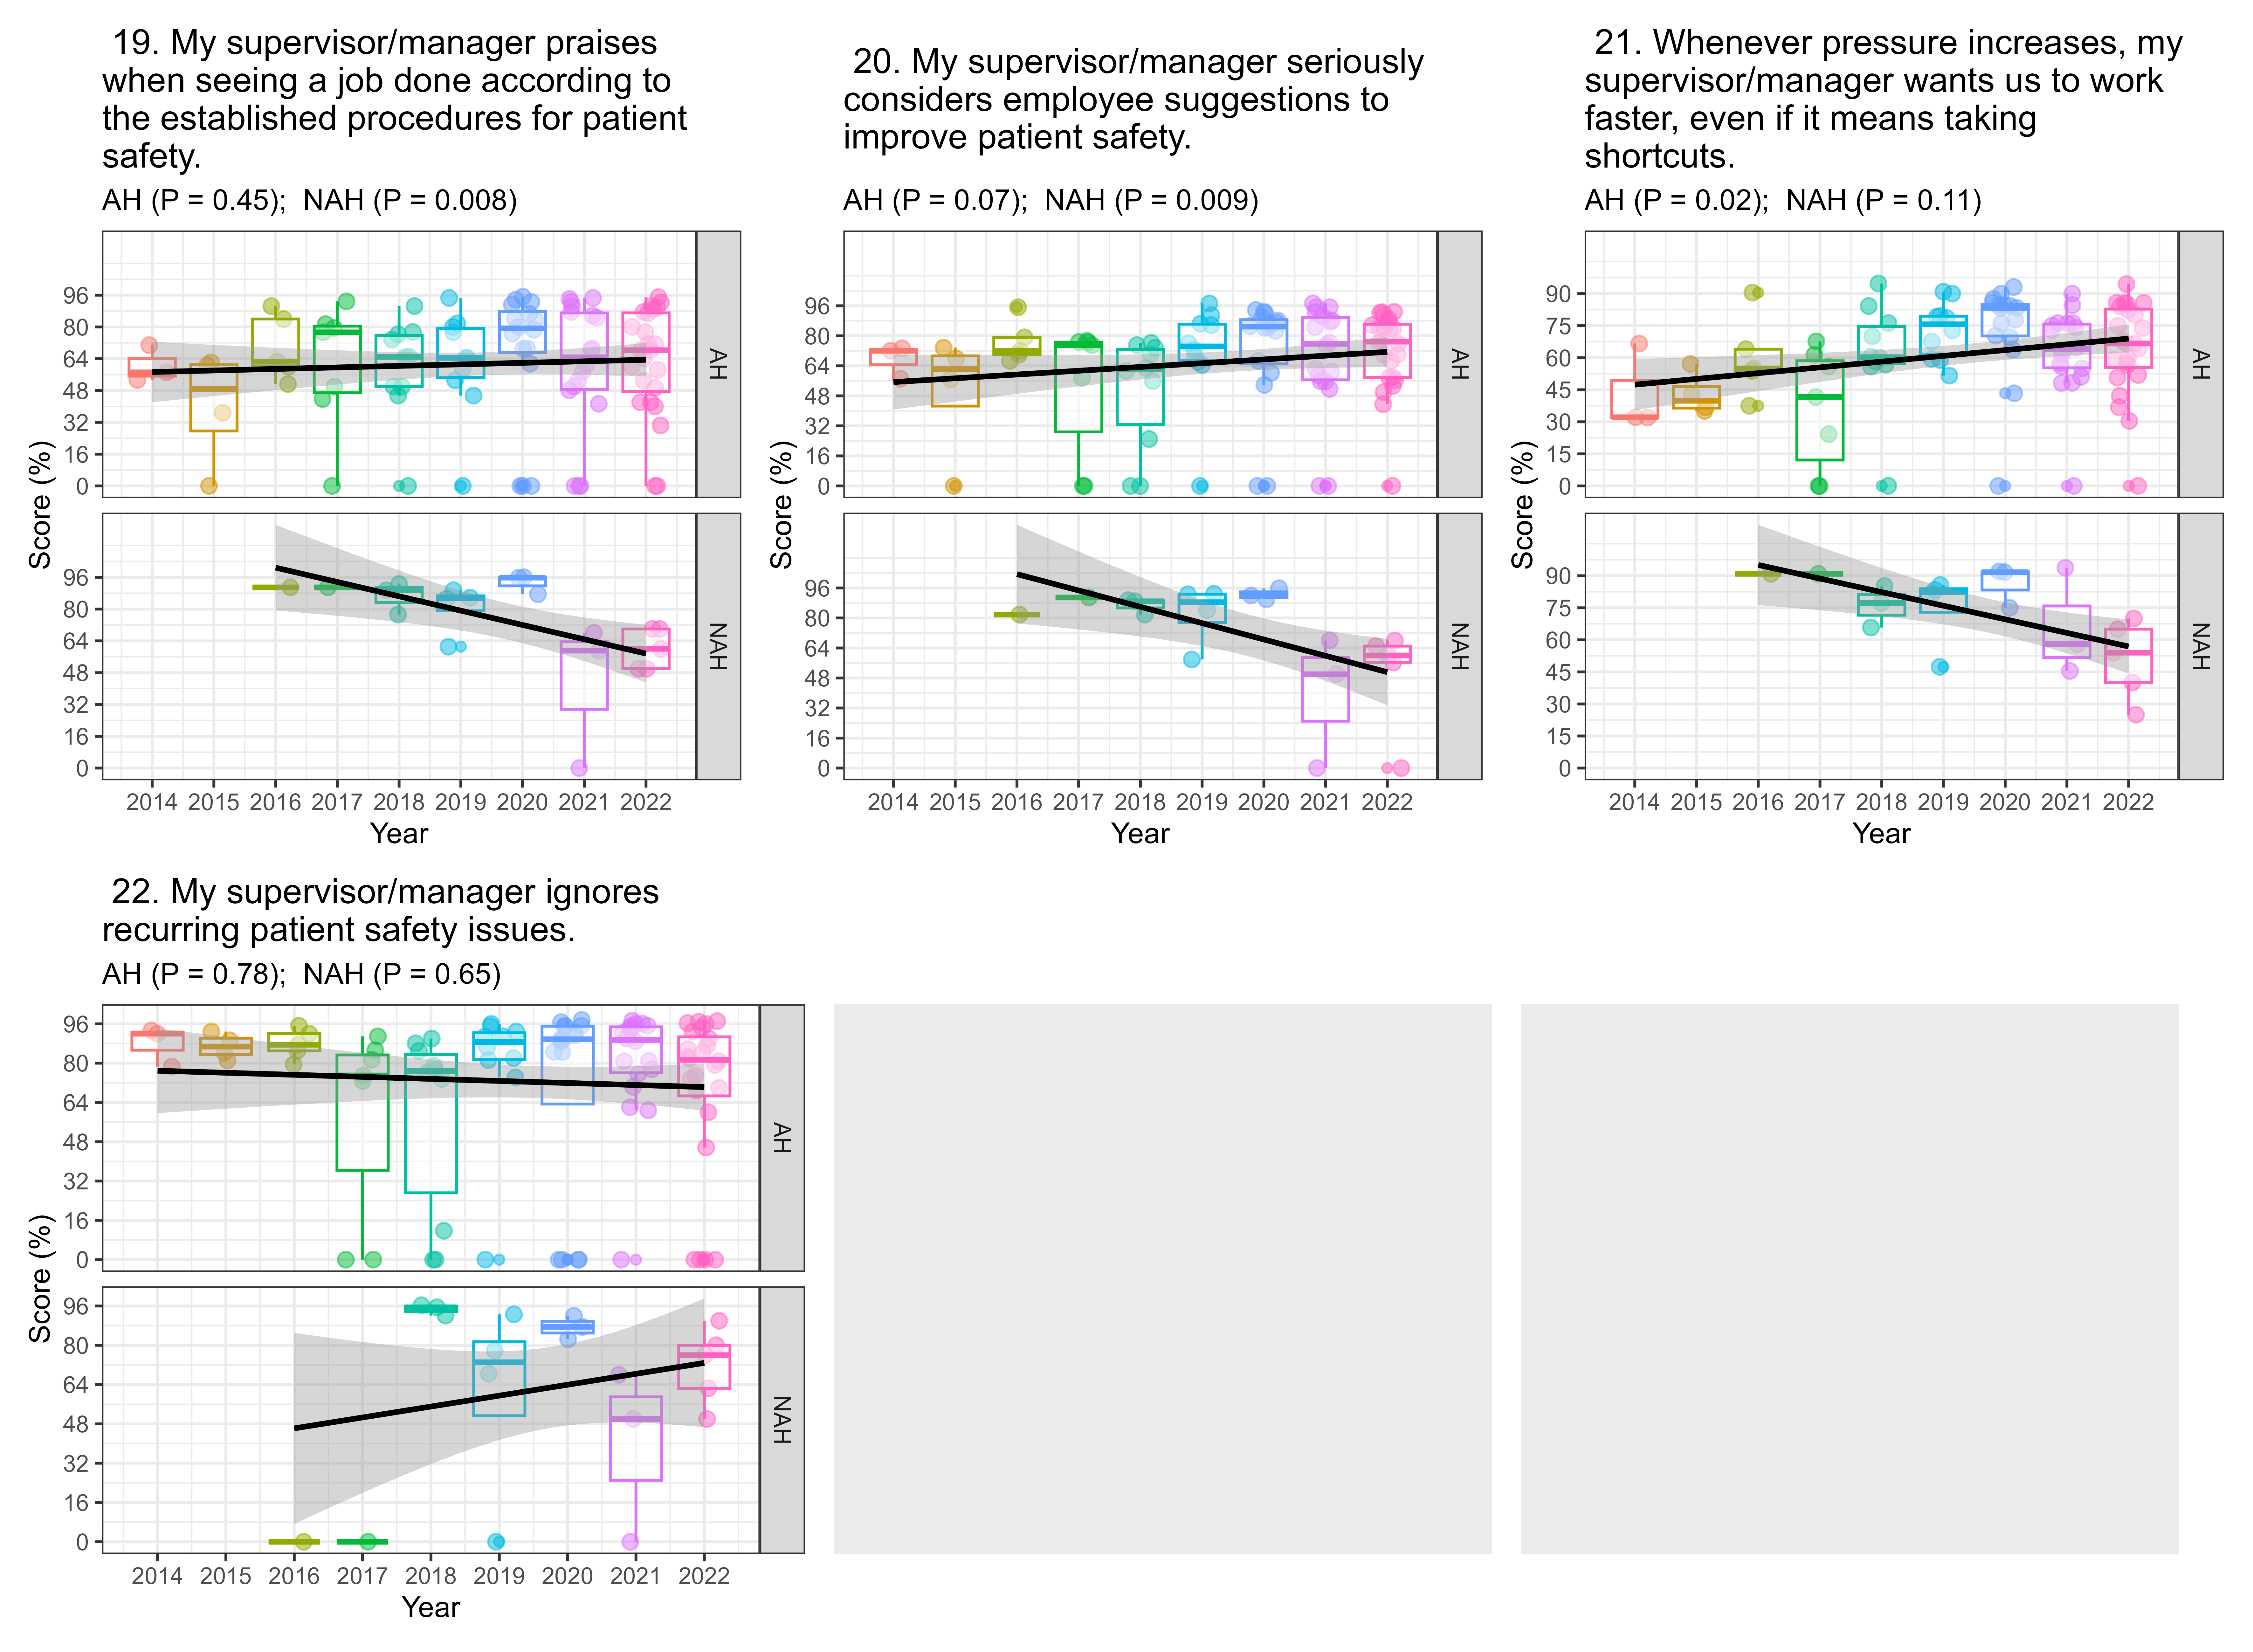 19. My supervisor/manager praises
when seeing a job done according to
the established procedures for patient
safety.
AH (P = 0.45);  NAH (P = 0.008)
Score (%)
96
80
64
48
32
16
0
AH
96
80
64
48
32
16
0
NAH
2014 2015 2016 2017 2018 2019 2020 2021 2022
Year
20. My supervisor/manager seriously
considers employee suggestions to
improve patient safety.
AH (P = 0.07);  NAH (P = 0.009)
Score (%)
96
80
64
48
32
16
0
AH
96
80
64
48
32
16
0
NAH
2014 2015 2016 2017 2018 2019 2020 2021 2022
Year
21. Whenever pressure increases, my
supervisor/manager wants us to work
faster, even if it means taking
shortcuts.
AH (P = 0.02);  NAH (P = 0.11)
Score (%)
90
75
60
45
30
15
0
AH
90
75
60
45
30
15
0
NAH
2014 2015 2016 2017 2018 2019 2020 2021 2022
Year
22. My supervisor/manager ignores
recurring patient safety issues.
AH (P = 0.78);  NAH (P = 0.65)
Score (%)
96
80
64
48
32
16
0
AH
96
80
64
48
32
16
0
NAH
2014 2015 2016 2017 2018 2019 2020 2021 2022
Year